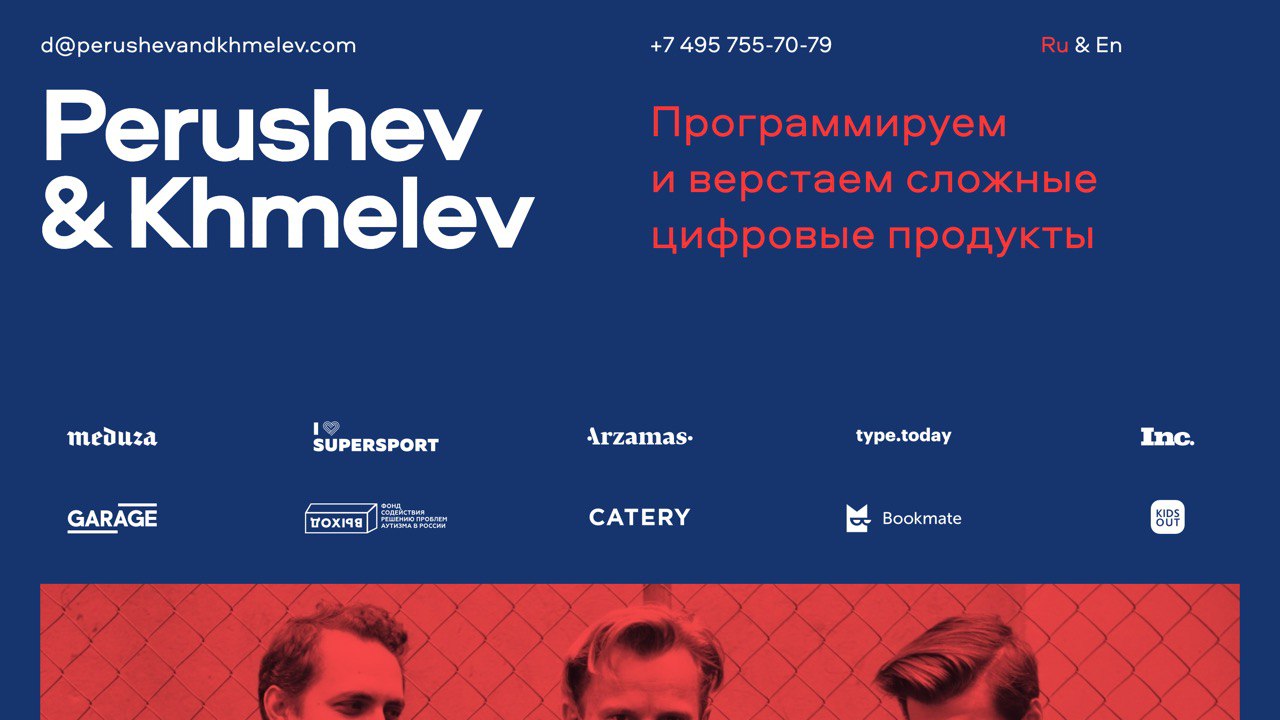 d@perushevandkhmelev.com
+7 495 755-70-79
Ru & En
Perushev
& Khmelev
Программируем
и верстаем сложные
цифровые продукты
meduza
I
SUPERSPORT
Arzamas
type.today
Inc.
GARAGE
ВЫХОД
ФОНД
СОДЕЙСТВИЯ
РЕШЕНИЮ ПРОБЛЕМ
АУТИЗМА В РОССИИ
CATERY
Bookmate
KIDS
OUT